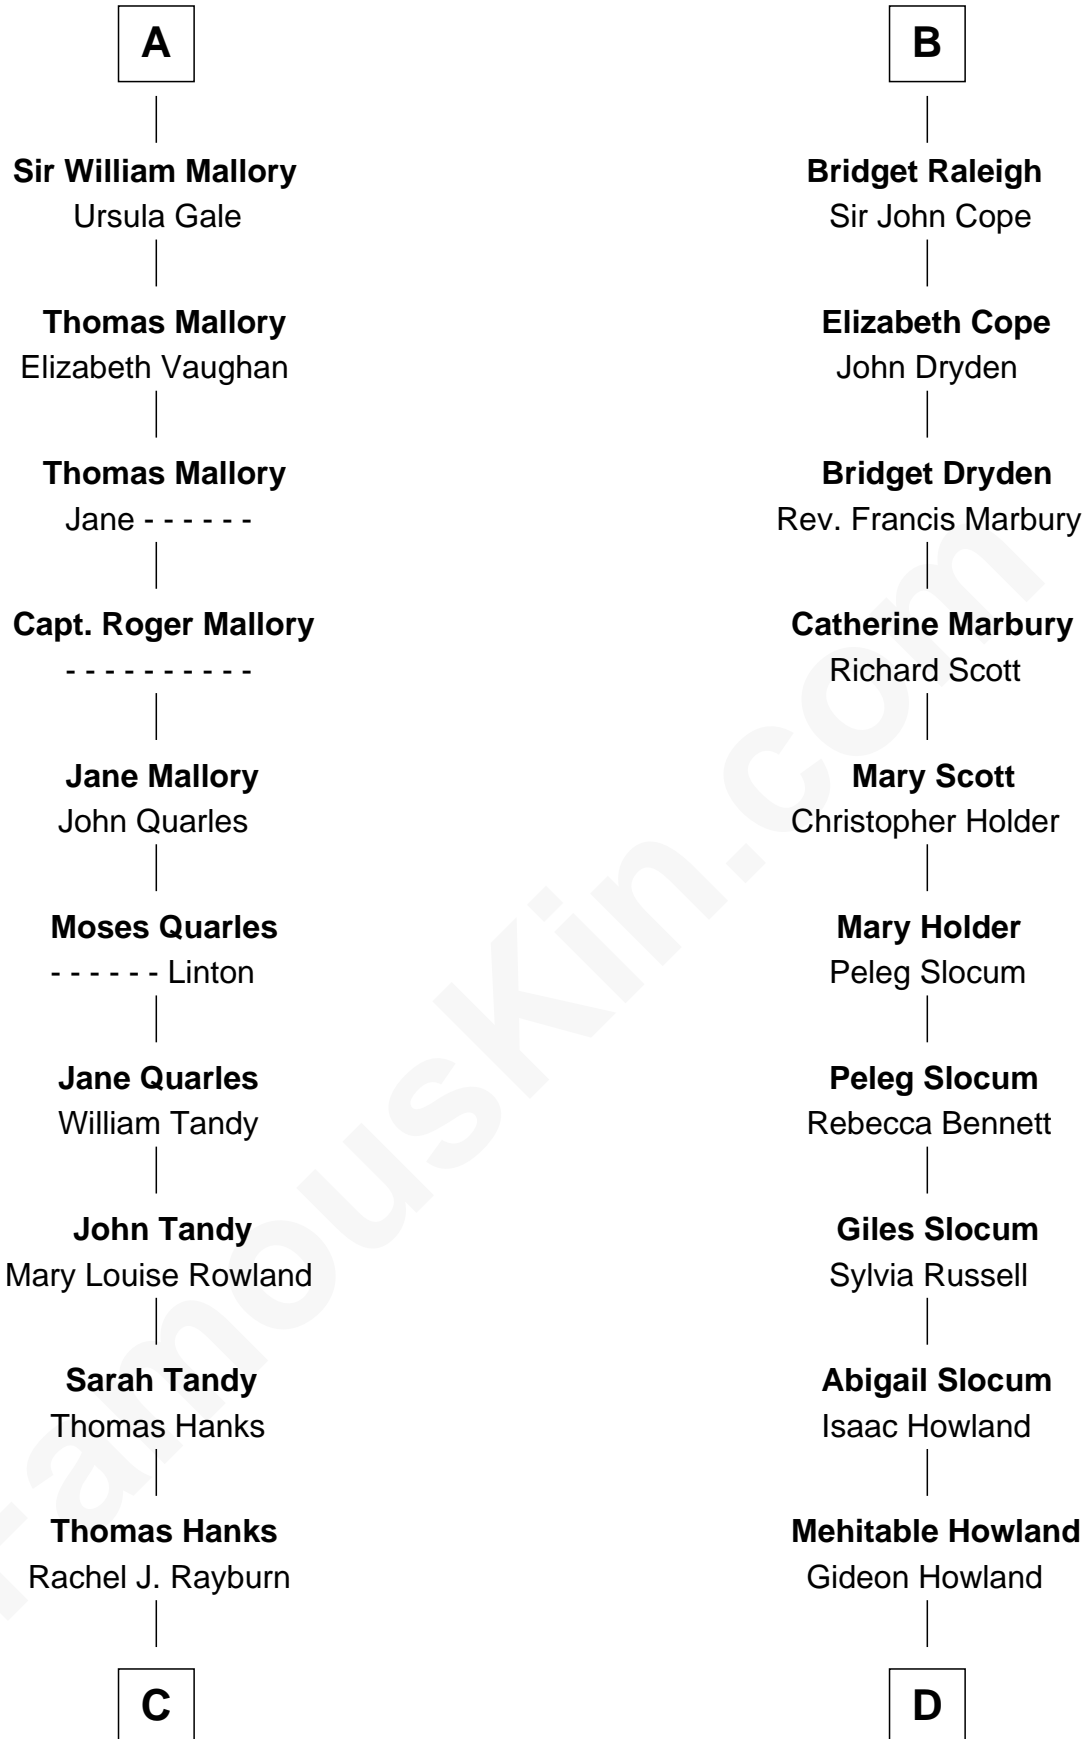 A
Sir William Mallory
Ursula Gale
Thomas Mallory
Elizabeth Vaughan
Thomas Mallory
Jane - - - - - -
Capt. Roger Mallory
- - - - - - - - - -
Jane Mallory
John Quarles
Moses Quarles
- - - - - - Linton
Jane Quarles
William Tandy
John Tandy
Mary Louise Rowland
Sarah Tandy
Thomas Hanks
Thomas Hanks
Rachel J. Rayburn
C
B
Bridget Raleigh
Sir John Cope
Elizabeth Cope
John Dryden
Bridget Dryden
Rev. Francis Marbury
Catherine Marbury
Richard Scott
Mary Scott
Christopher Holder
Mary Holder
Peleg Slocum
Peleg Slocum
Rebecca Bennett
Giles Slocum
Sylvia Russell
Abigail Slocum
Isaac Howland
Mehitable Howland
Gideon Howland
D
FamousKin.com